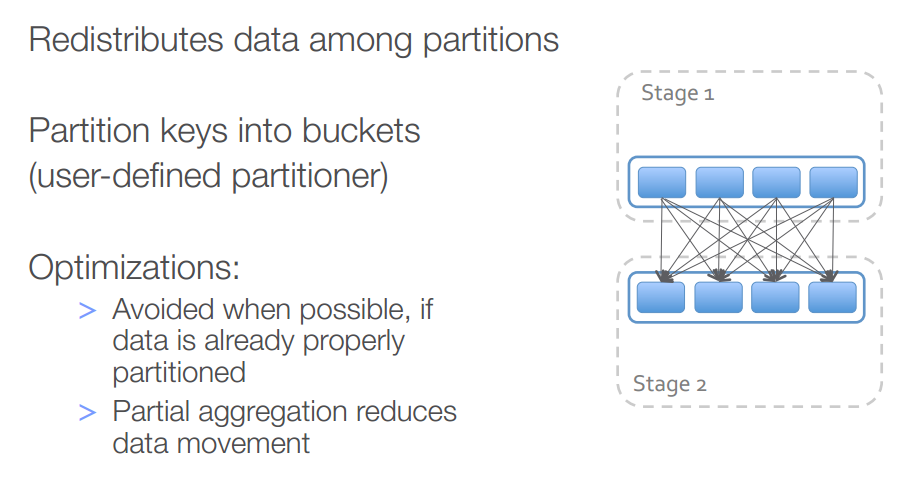 Redistributes data among partitions
Partition keys into buckets
(user-defined partitioner)
Optimizations:
> Avoided when possible, if
data is already properly
partitioned
> Partial aggregation reduces
data movement
Stage 1
Stage 2